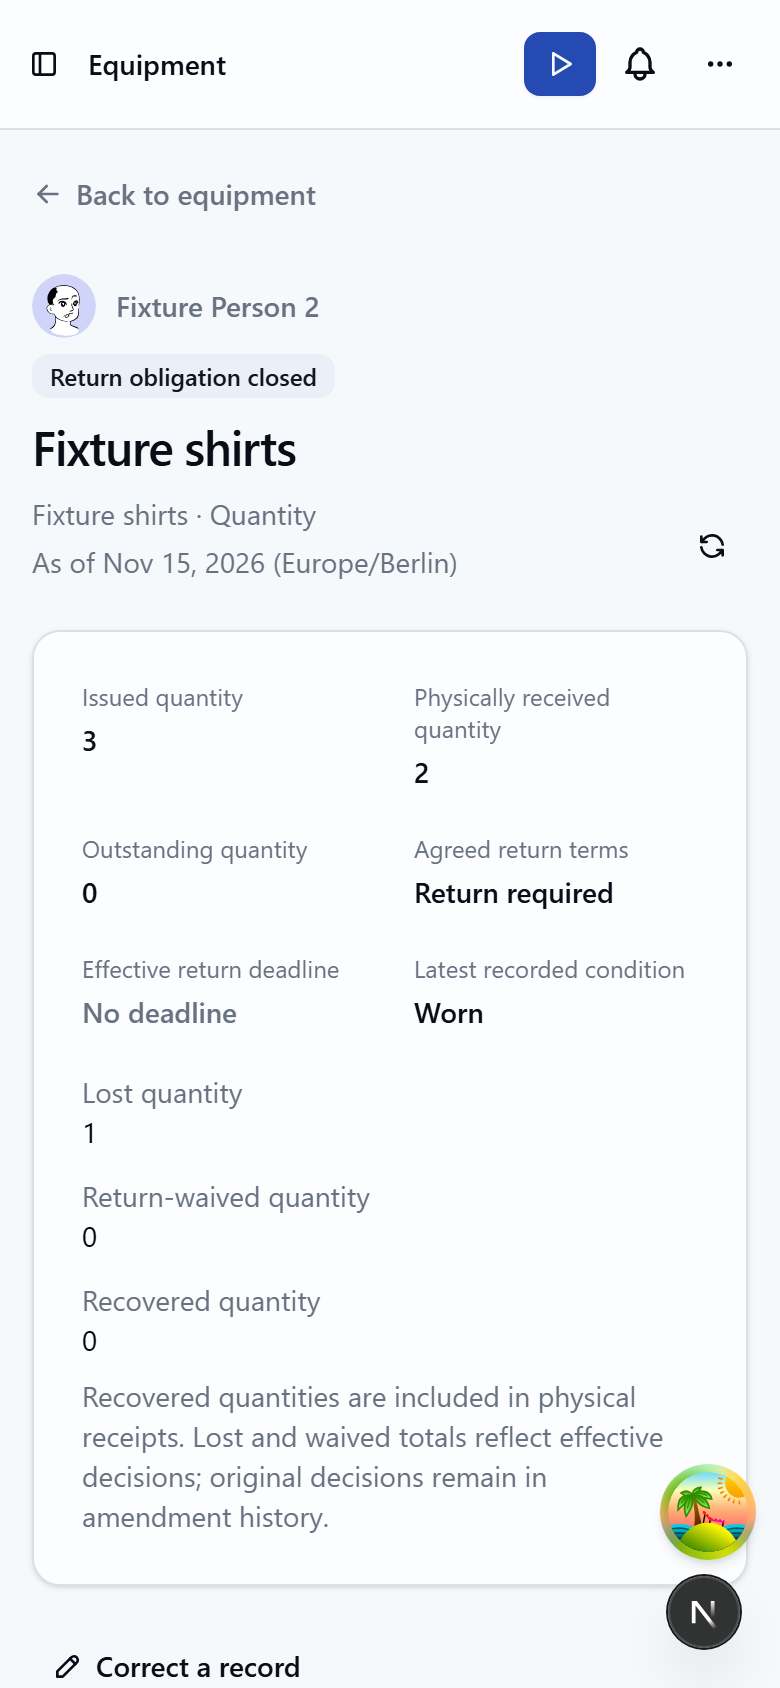 Equipment
Back to equipment
Fixture Person 2
Return obligation closed
Fixture shirts
Fixture shirts · Quantity
As of Nov 15, 2026 (Europe/Berlin)
Issued quantity
3
Physically received
quantity
2
Outstanding quantity
0
Agreed return terms
Return required
Effective return deadline
No deadline
Latest recorded condition
Worn
Lost quantity
1
Return-waived quantity
0
Recovered quantity
0
Recovered quantities are included in physical
receipts. Lost and waived totals reflect effective
decisions; original decisions remain in
amendment history.
N
Correct a record